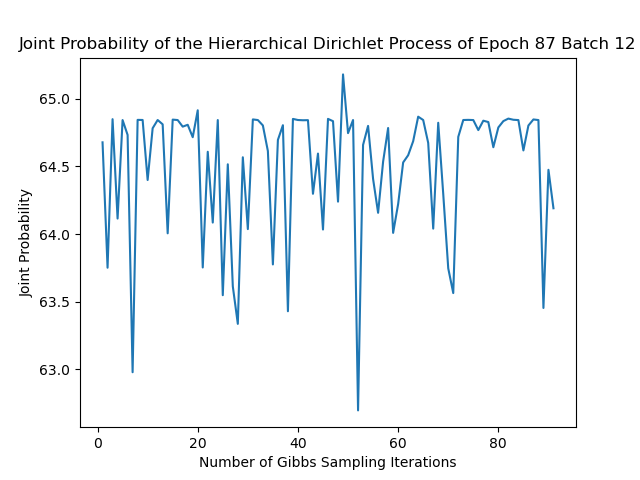 Joint Probability of the Hierarchical Dirichlet Process of Epoch 87 Batch 12
65.0
64.5
64.0
63.5
63.0
Joint Probability
0 20 40 60 80
Number of Gibbs Sampling Iterations